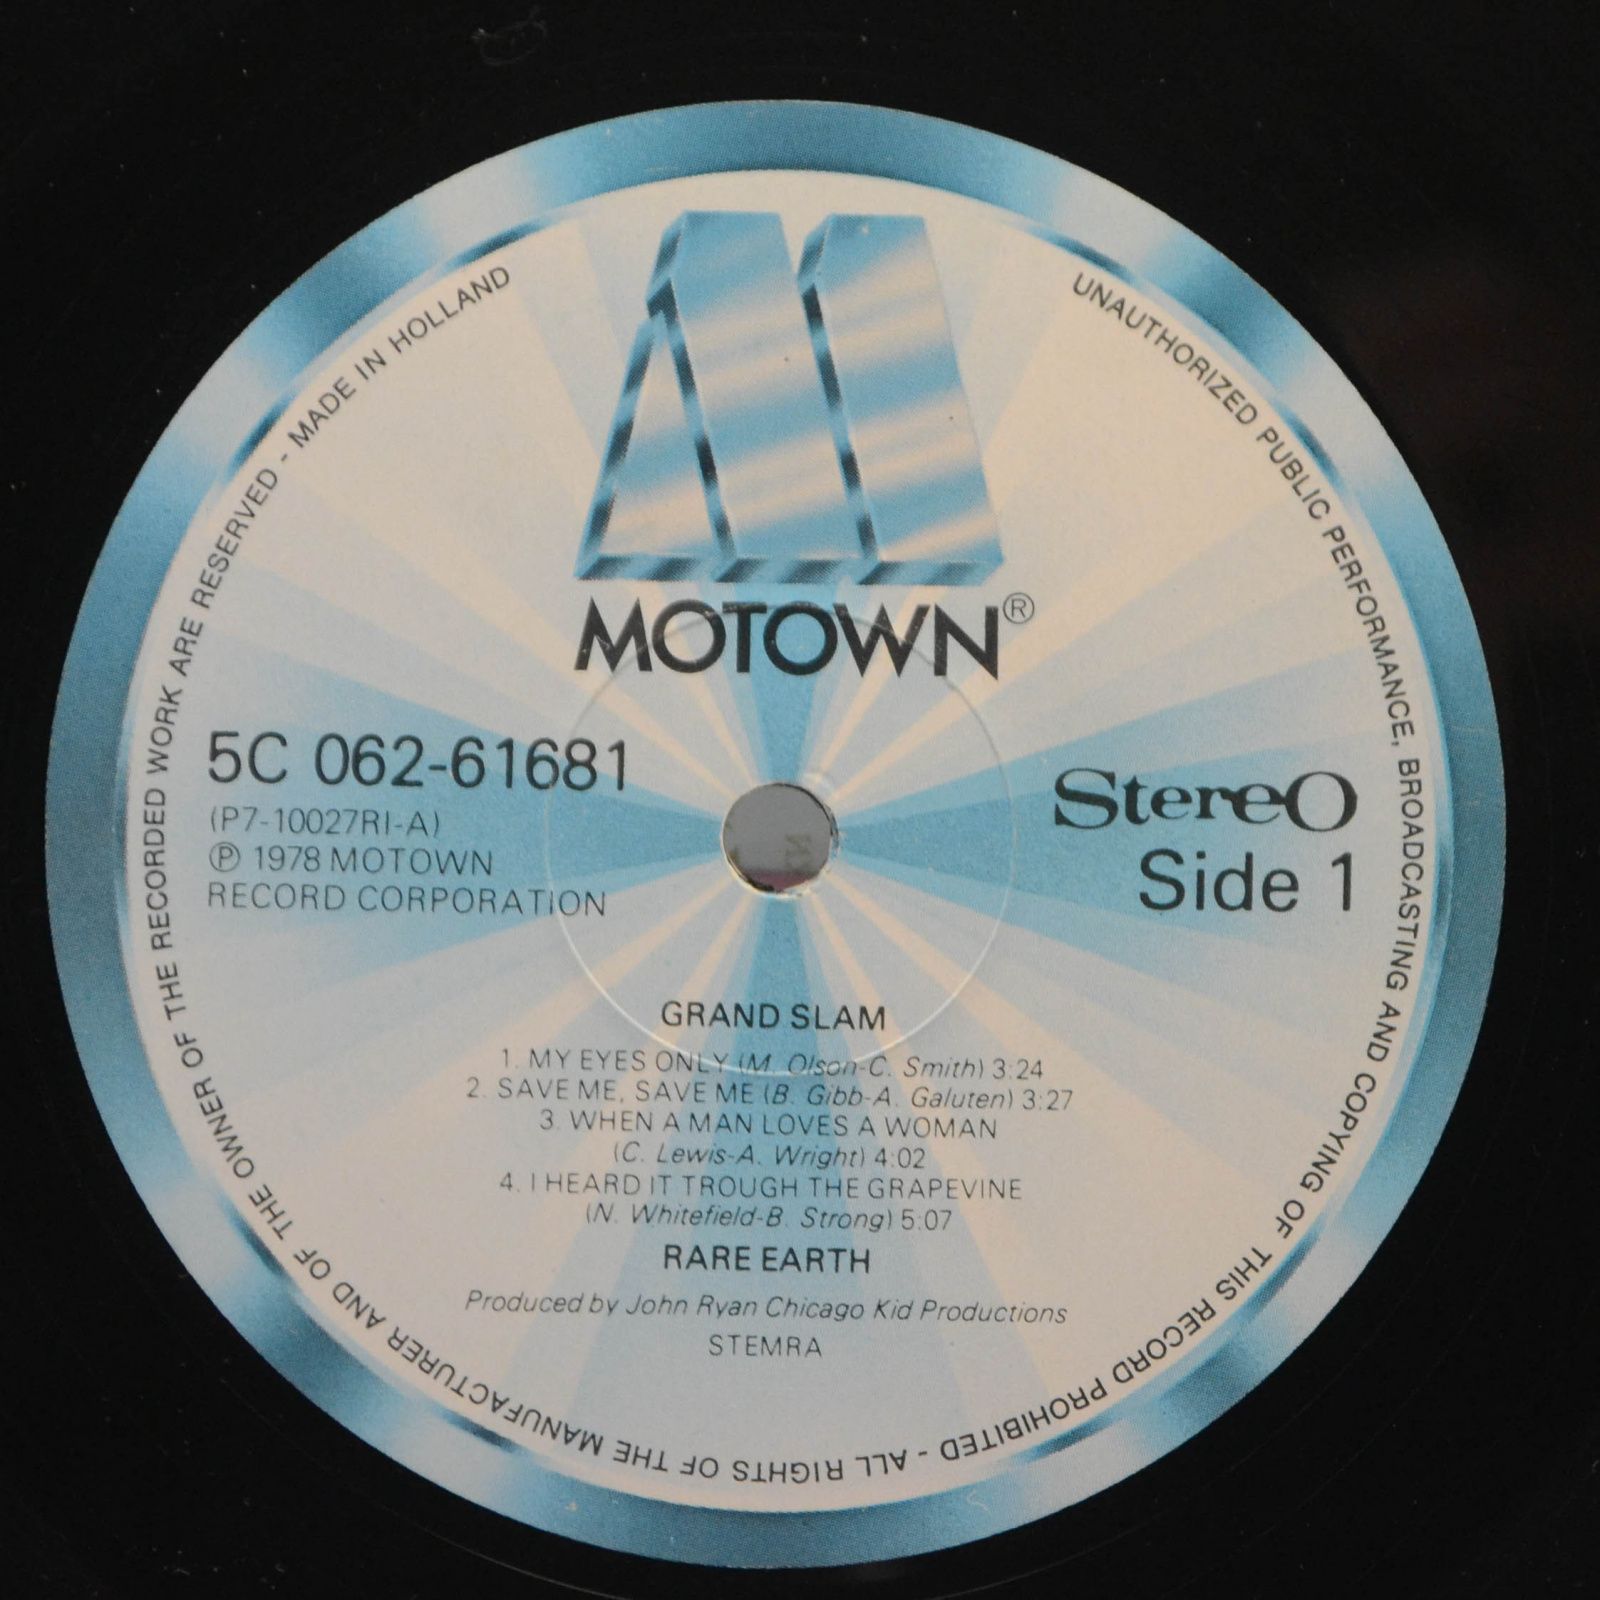 MOTOWN®
5C 062-61681
(P7-10027RI-A)
℗ 1978 MOTOWN
RECORD CORPORATION
Stereo
Side 1
GRAND SLAM
1. MY EYES ONLY (M. Olson-C. Smith) 3:24
2. SAVE ME, SAVE ME (B. Gibb-A. Galuten) 3:27
3. WHEN A MAN LOVES A WOMAN
(C. Lewis-A. Wright) 4:02
4. I HEARD IT TROUGH THE GRAPEVINE
(N. Whitefield-B. Strong) 5:07
RARE EARTH
Produced by John Ryan Chicago Kid Productions
STEMRA
UNAUTHORIZED PUBLIC PERFORMANCE, BROADCASTING AND COPYING OF THIS RECORD PROHIBITED - ALL RIGHTS OF THE MANUFACTURER AND OF THE OWNER OF THE RECORDED WORK ARE RESERVED - MADE IN HOLLAND